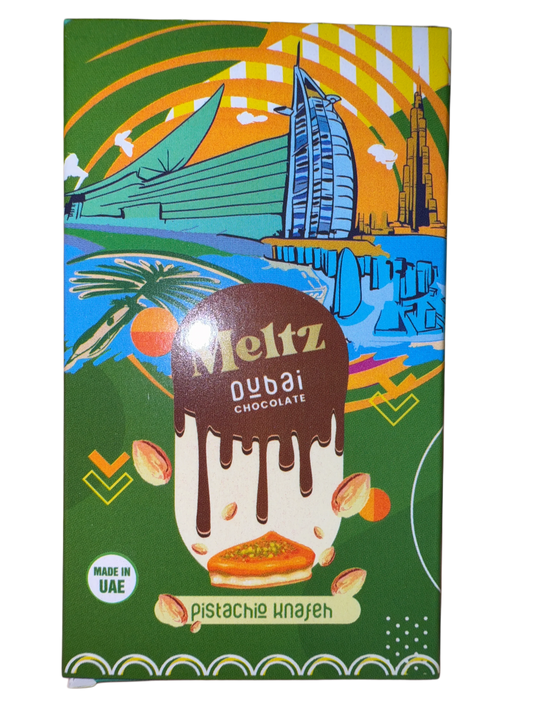 Meltz
Dubai
CHOCOLATE
MADE IN
UAE
pistachio knafeh